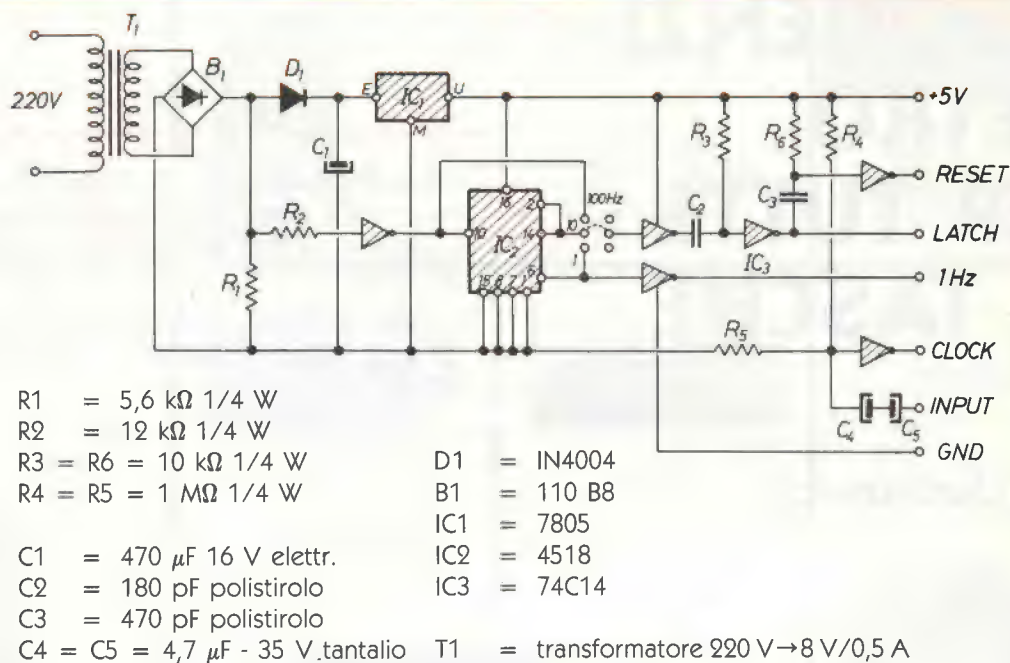 T1
220V
B1
D1
E
IC1
U
M
C1
+5V
R3
R6
R4
RESET
R2
16
2
100Hz
10
14
10
IC2
C2
C3
LATCH
IC3
R1
1
6
15 8 7 1
1Hz
R5
CLOCK
INPUT
C4
C5
GND
R1 = 5,6 kΩ 1/4 W
R2 = 12 kΩ 1/4 W
R3 = R6 = 10 kΩ 1/4 W
R4 = R5 = 1 MΩ 1/4 W
C1 = 470 μF 16 V elettr.
C2 = 180 pF polistirolo
C3 = 470 pF polistirolo
C4 = C5 = 4,7 μF - 35 V.tantalio
D1 = IN4004
B1 = 110 B8
IC1 = 7805
IC2 = 4518
IC3 = 74C14
T1 = transformatore 220 V→8 V/0,5 A